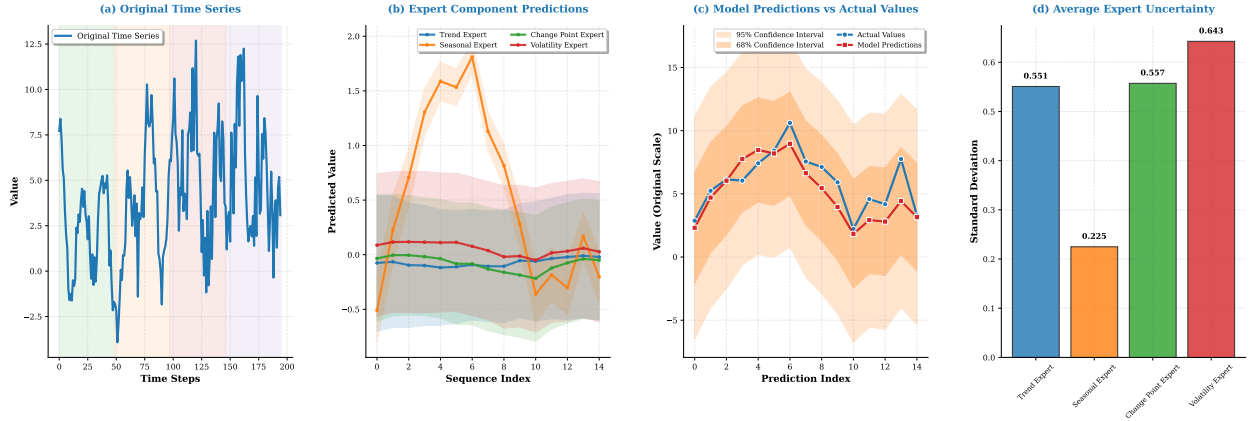 (a) Original Time Series
Original Time Series
12.5
10.0
7.5
5.0
2.5
0.0
−2.5
Value
0 25 50 75 100 125 150 175 200
Time Steps
(b) Expert Component Predictions
Trend Expert
Seasonal Expert
Change Point Expert
Volatility Expert
2.0
1.5
1.0
0.5
0.0
−0.5
Predicted Value
0 2 4 6 8 10 12 14
Sequence Index
(c) Model Predictions vs Actual Values
95% Confidence Interval
68% Confidence Interval
Actual Values
Model Predictions
15
10
5
0
−5
Value (Original Scale)
0 2 4 6 8 10 12 14
Prediction Index
(d) Average Expert Uncertainty
0.6
0.5
0.4
0.3
0.2
0.1
0.0
Standard Deviation
0.551
0.225
0.557
0.643
Trend Expert
Seasonal Expert
Change Point Expert
Volatility Expert